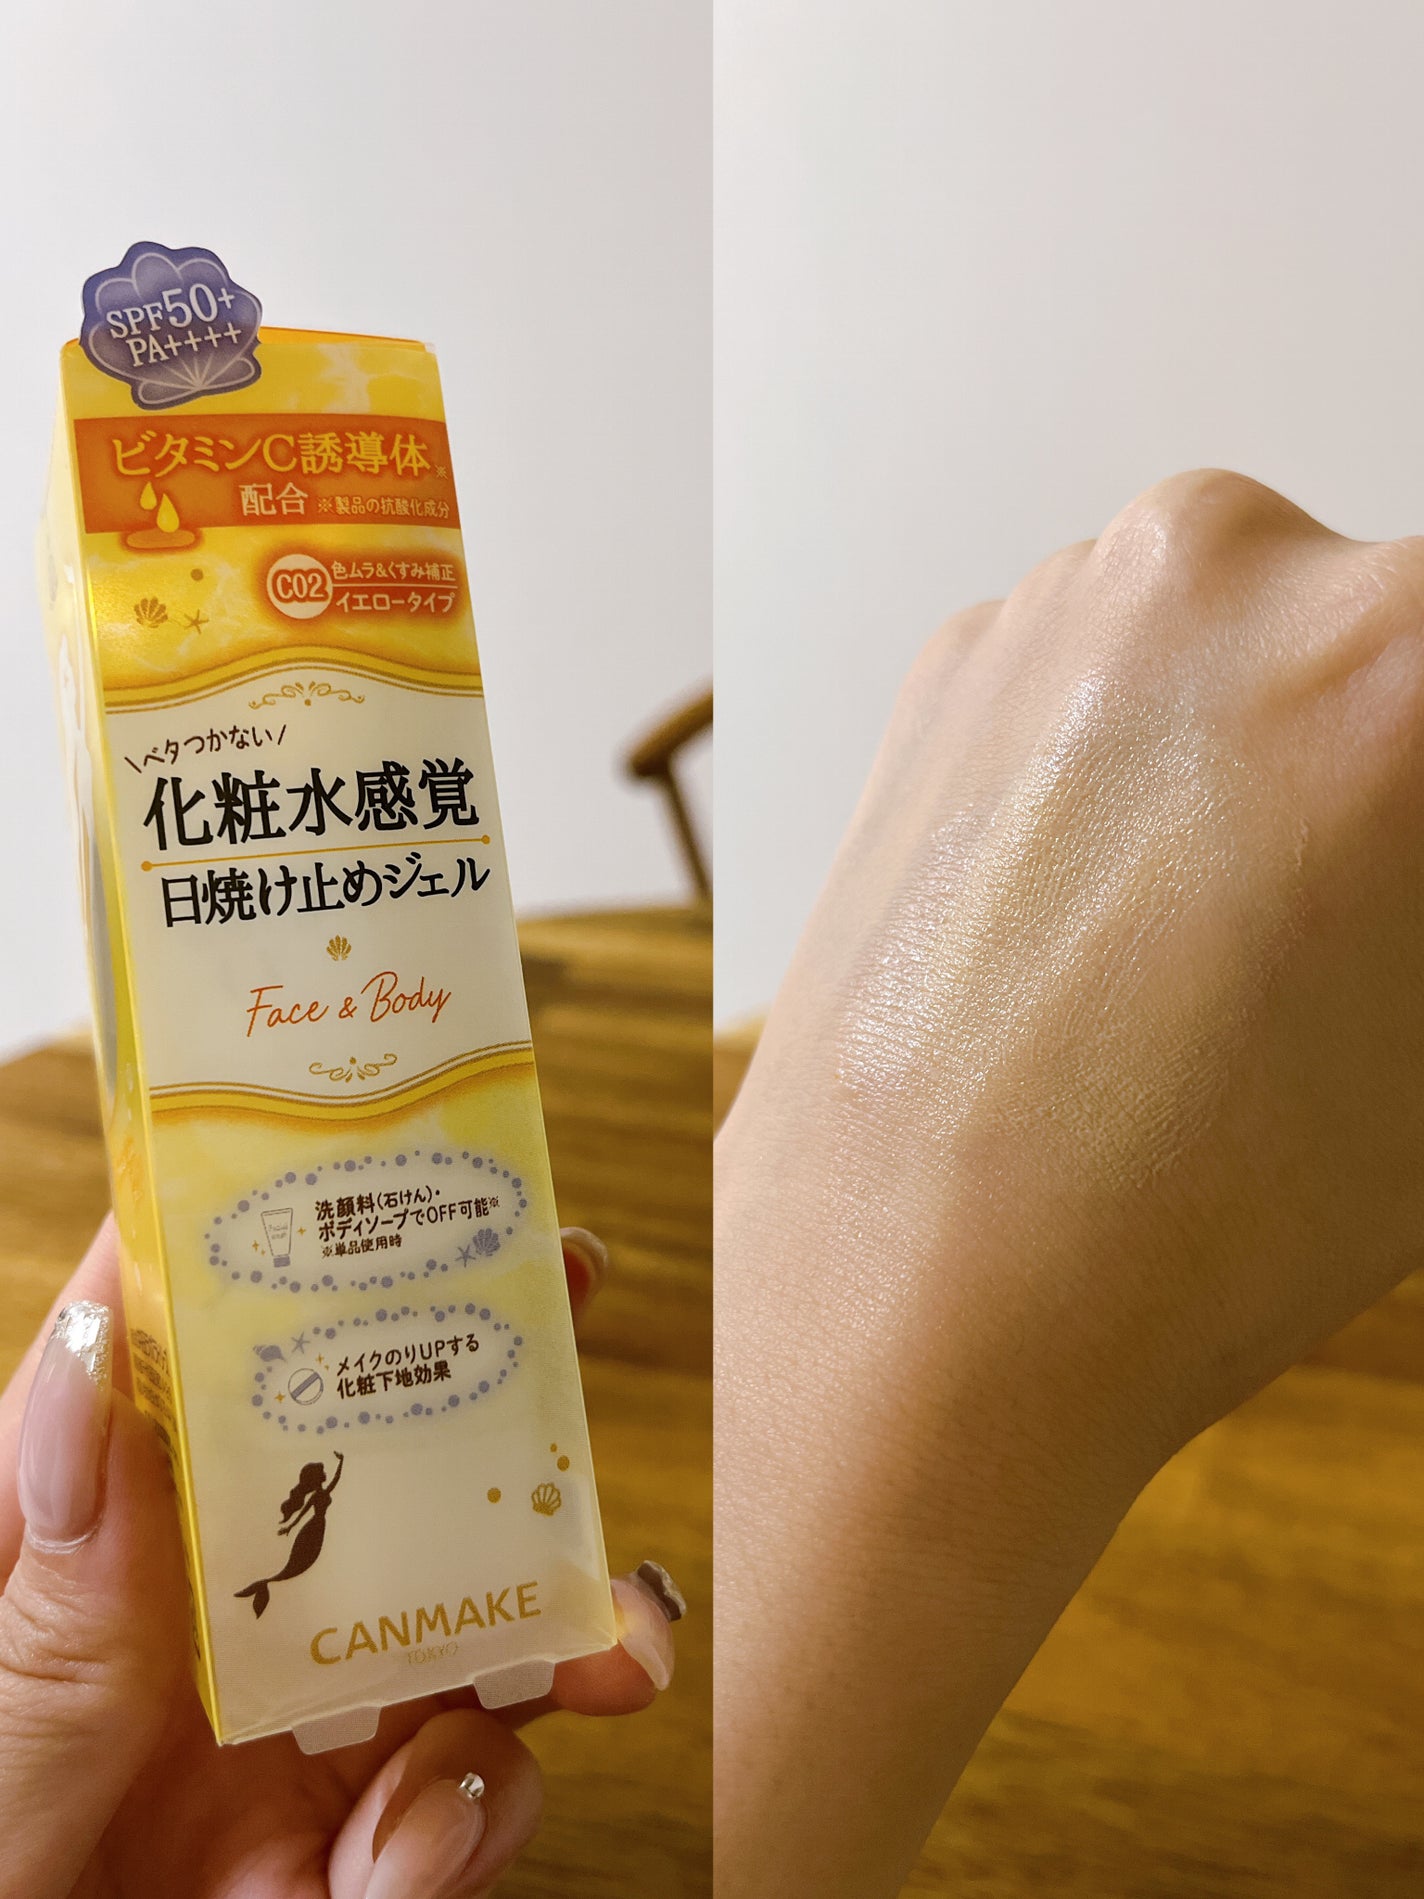 SPF50+
PA++++
ビタミンC誘導体※
配合 ※製品の抗酸化成分
C02 色ムラ&くすみ補正
イエロータイプ
\ベタつかない/
化粧水感覚
日焼け止めジェル
Face & Body
洗顔料(石けん)・
ボディソープでOFF可能※
※単品使用時
メイクのりUPする
化粧下地効果
CANMAKE
TOKYO